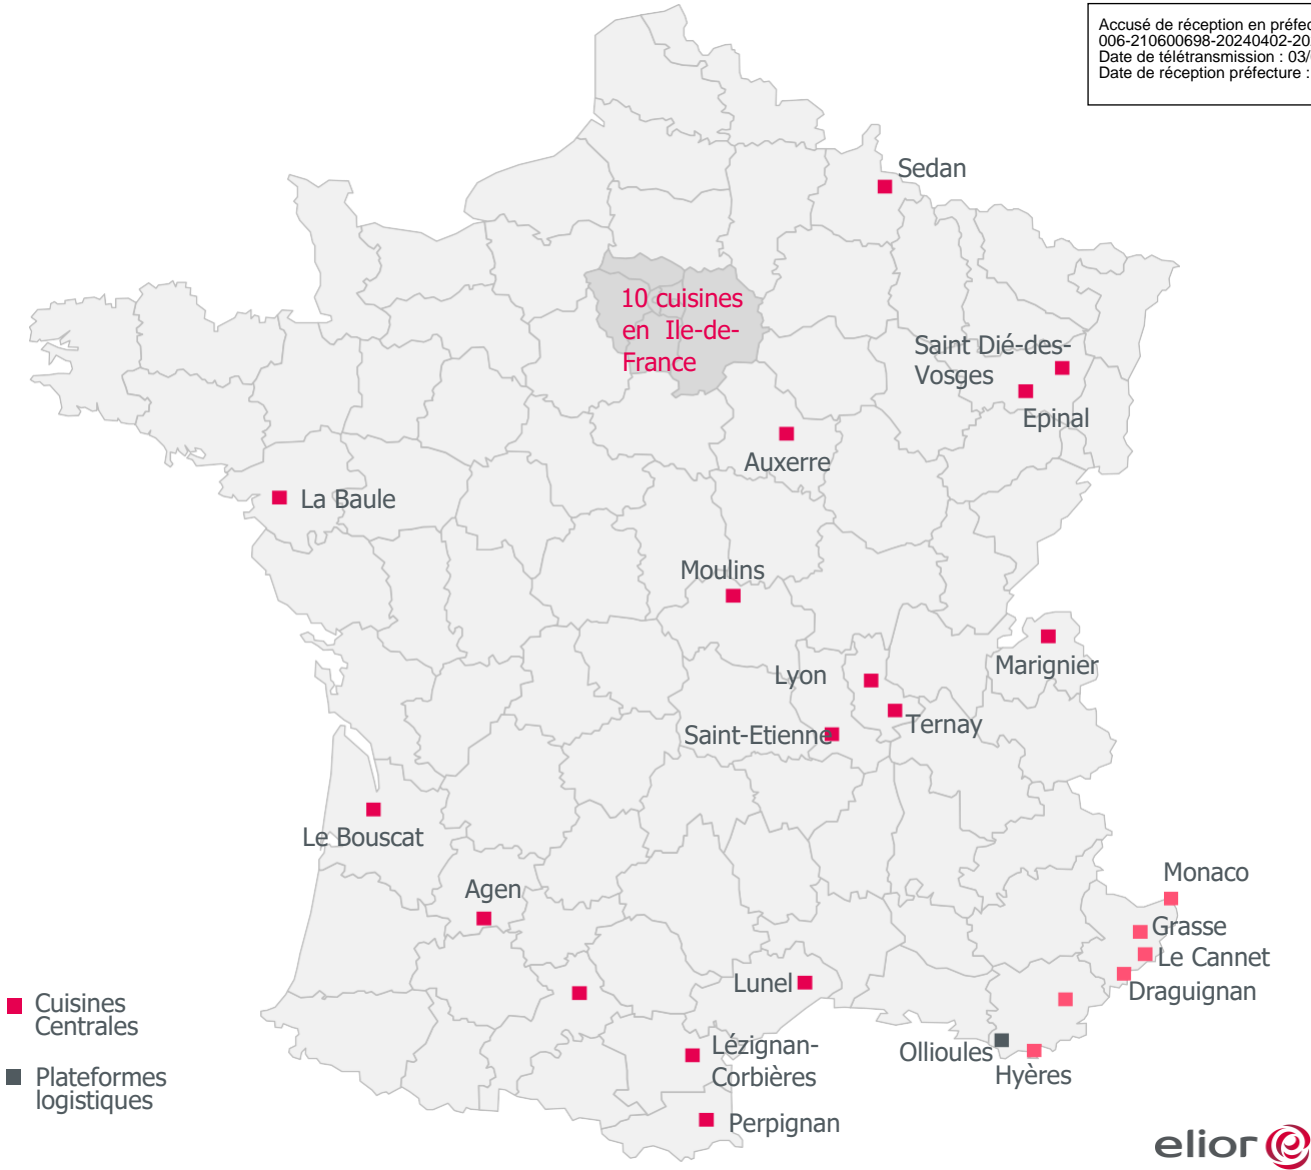 Accusé de réception en préfec
006-210600698-20240402-20
Date de télétransmission : 03/
Date de réception préfecture :
Sedan
10 cuisines
en Ile-de-
France
Saint Dié-des-
Vosges
Epinal
Auxerre
La Baule
Moulins
Marignier
Lyon
Ternay
Saint-Etienne
Le Bouscat
Agen
Monaco
Grasse
Le Cannet
Draguignan
Lunel
Cuisines
Centrales
Ollioules
Hyères
Lézignan-
Corbières
Plateformes
logistiques
Perpignan
elior